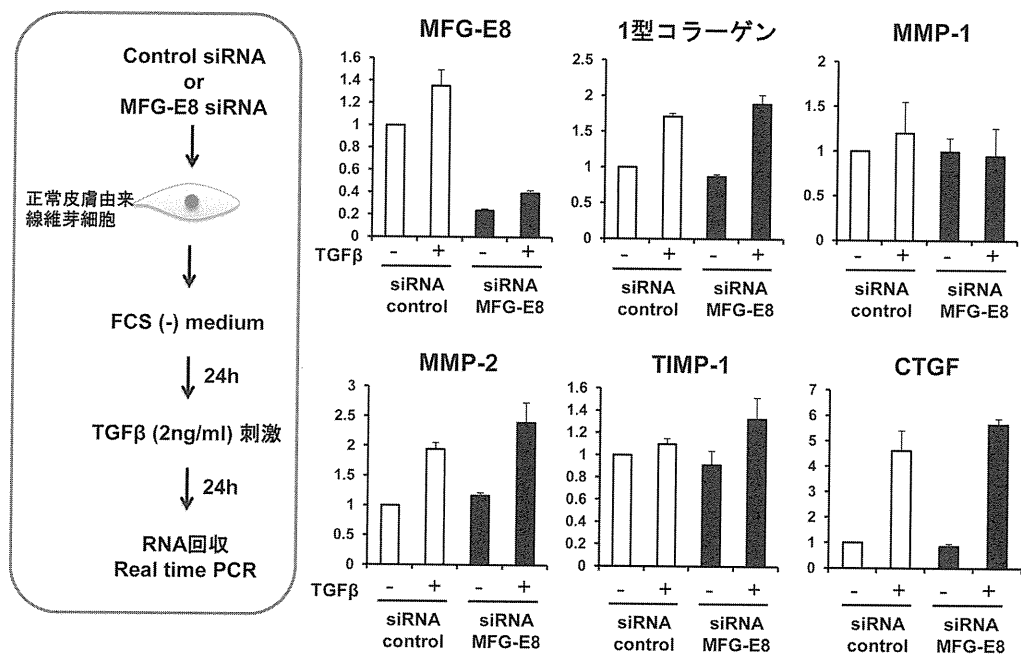 Control siRNA
or
MFG-E8 siRNA
正常皮膚由来
線維芽細胞
FCS (-) medium
24h
TGFβ (2ng/ml) 刺激
24h
RNA回収
Real time PCR
MFG-E8
1.6
1.4
1.2
1
0.8
0.6
0.4
0.2
0
TGFβ - + - +
siRNA control siRNA MFG-E8
1型コラーゲン
2.5
2
1.5
1
0.5
0
- + - +
siRNA control siRNA MFG-E8
MMP-1
2
1.5
1
0.5
0
- + - +
siRNA control siRNA MFG-E8
MMP-2
3
2.5
2
1.5
1
0.5
0
TGFβ - + - +
siRNA control siRNA MFG-E8
TIMP-1
1.6
1.4
1.2
1
0.8
0.6
0.4
0.2
0
- + - +
siRNA control siRNA MFG-E8
CTGF
7
6
5
4
3
2
1
0
- + - +
siRNA control siRNA MFG-E8